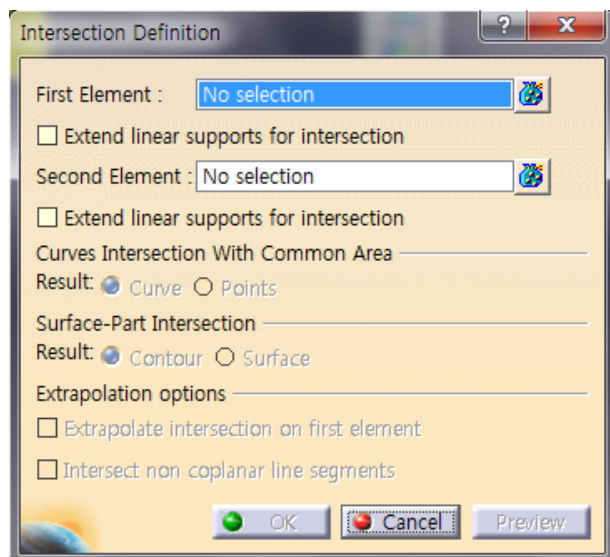 Intersection Definition
?
X
First Element : No selection
Extend linear supports for intersection
Second Element : No selection
Extend linear supports for intersection
Curves Intersection With Common Area
Result: Curve Points
Surface-Part Intersection
Result: Contour Surface
Extrapolation options
Extrapolate intersection on first element
Intersect non coplanar line segments
OK Cancel Preview